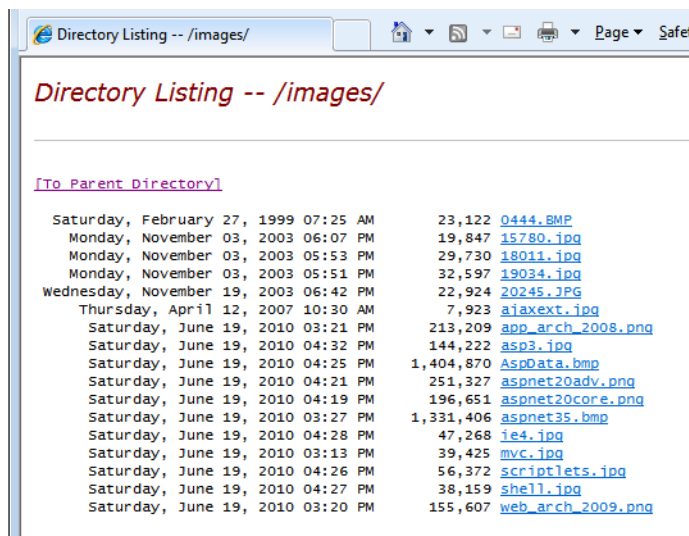 Directory Listing -- /images/
Page
Directory Listing -- /images/
[To Parent Directory]
Saturday, February 27, 1999 07:25 AM 23,122 0444.BMP
Monday, November 03, 2003 06:07 PM 19,847 15780.jpg
Monday, November 03, 2003 05:53 PM 29,730 18011.jpg
Monday, November 03, 2003 05:51 PM 32,597 19034.jpg
Wednesday, November 19, 2003 06:42 PM 22,924 20245.JPG
Thursday, April 12, 2007 10:30 AM 7,923 ajaxext.jpg
Saturday, June 19, 2010 03:21 PM 213,209 app_arch_2008.png
Saturday, June 19, 2010 04:32 PM 144,222 asp3.jpg
Saturday, June 19, 2010 04:25 PM 1,404,870 AspData.bmp
Saturday, June 19, 2010 04:21 PM 251,327 aspnet20adv.png
Saturday, June 19, 2010 04:19 PM 196,651 aspnet20core.png
Saturday, June 19, 2010 03:27 PM 1,331,406 aspnet35.bmp
Saturday, June 19, 2010 04:28 PM 47,268 ie4.jpg
Saturday, June 19, 2010 03:13 PM 39,425 mvc.jpg
Saturday, June 19, 2010 04:26 PM 56,372 scriptlets.jpg
Saturday, June 19, 2010 04:27 PM 38,159 shell.jpg
Saturday, June 19, 2010 03:20 PM 155,607 web_arch_2009.png